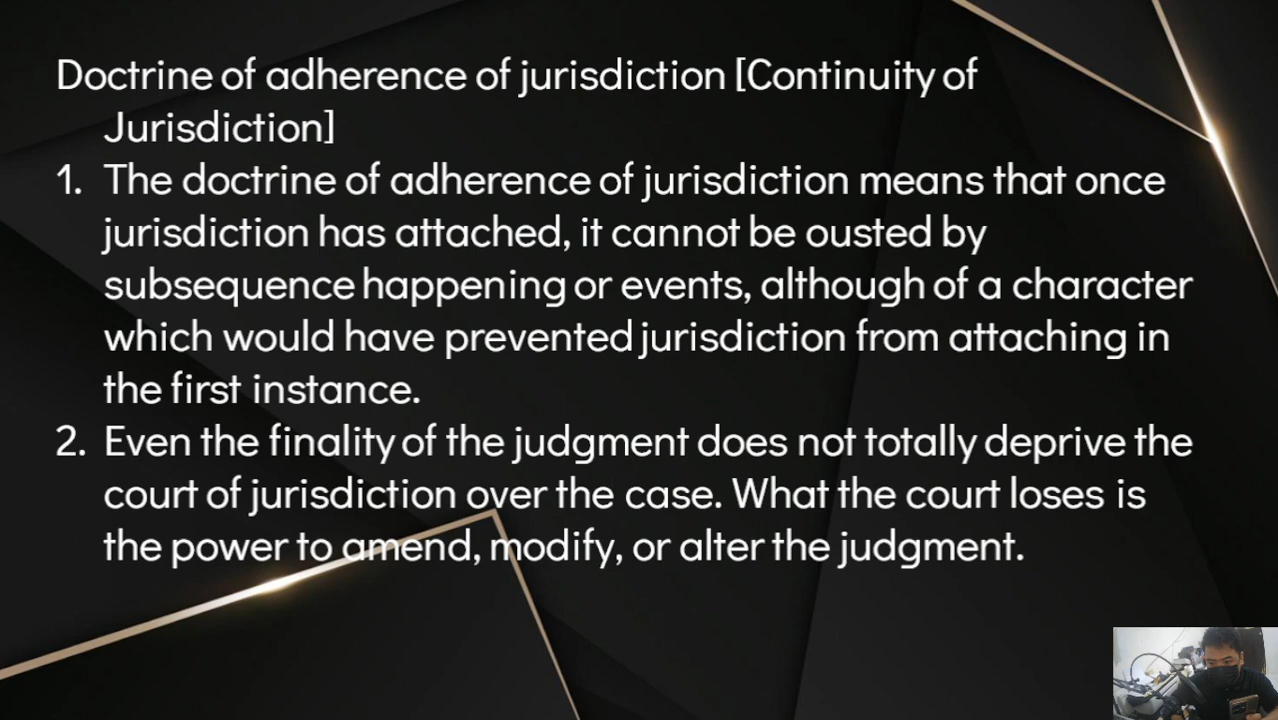 Doctrine of adherence of jurisdiction [Continuity of
Jurisdiction]
1. The doctrine of adherence of jurisdiction means that once
jurisdiction has attached, it cannot be ousted by
subsequence happening or events, although of a character
which would have prevented jurisdiction from attaching in
the first instance.
2. Even the finality of the judgment does not totally deprive the
court of jurisdiction over the case. What the court loses is
the power to amend, modify, or alter the judgment.